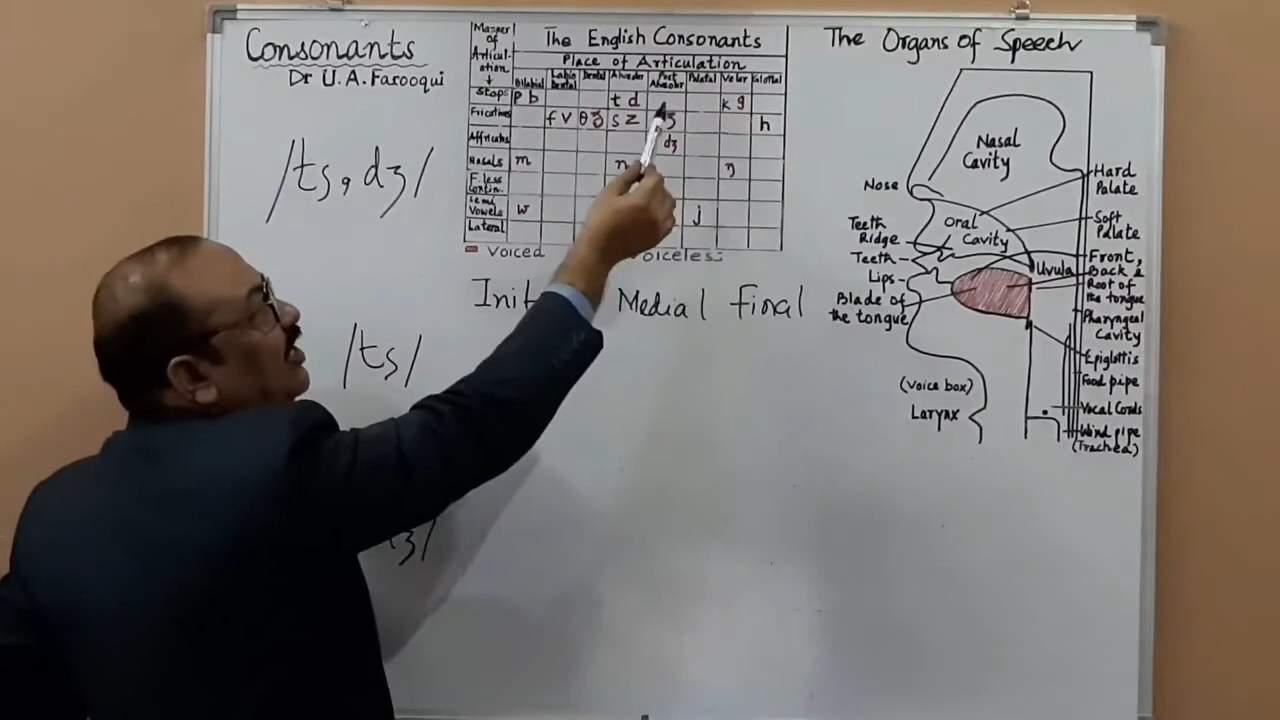 Consonants
Dr U. A. Farooqui
/tʃ, dʒ/
/tʃ/
ʒ/
Manner of Articul-ation ↓
The English Consonants
Place of Articulation
Bilabial Labio Dental Dental Alveolar Post Alveolar Palatal Velar Glottal
Stops p b t d k g
Fricatives f v θ ð s z ʒ h
Affricates dʒ
Nasals m n ŋ
F.less Contin.
Semi Vowels w j
Lateral
Voiced Voiceless
Init Medial final
The Organs of Speech
Nasal Cavity
Nose
Hard Palate
Oral Cavity
Soft Palate
Teeth Ridge
Teeth
Lips
Blade of the tongue
Uvula
Front, Back & Root of the tongue
Pharyngeal Cavity
Epiglottis
Food pipe
(Voice box)
Larynx
Vocal Cords
Wind pipe
(Trachea)